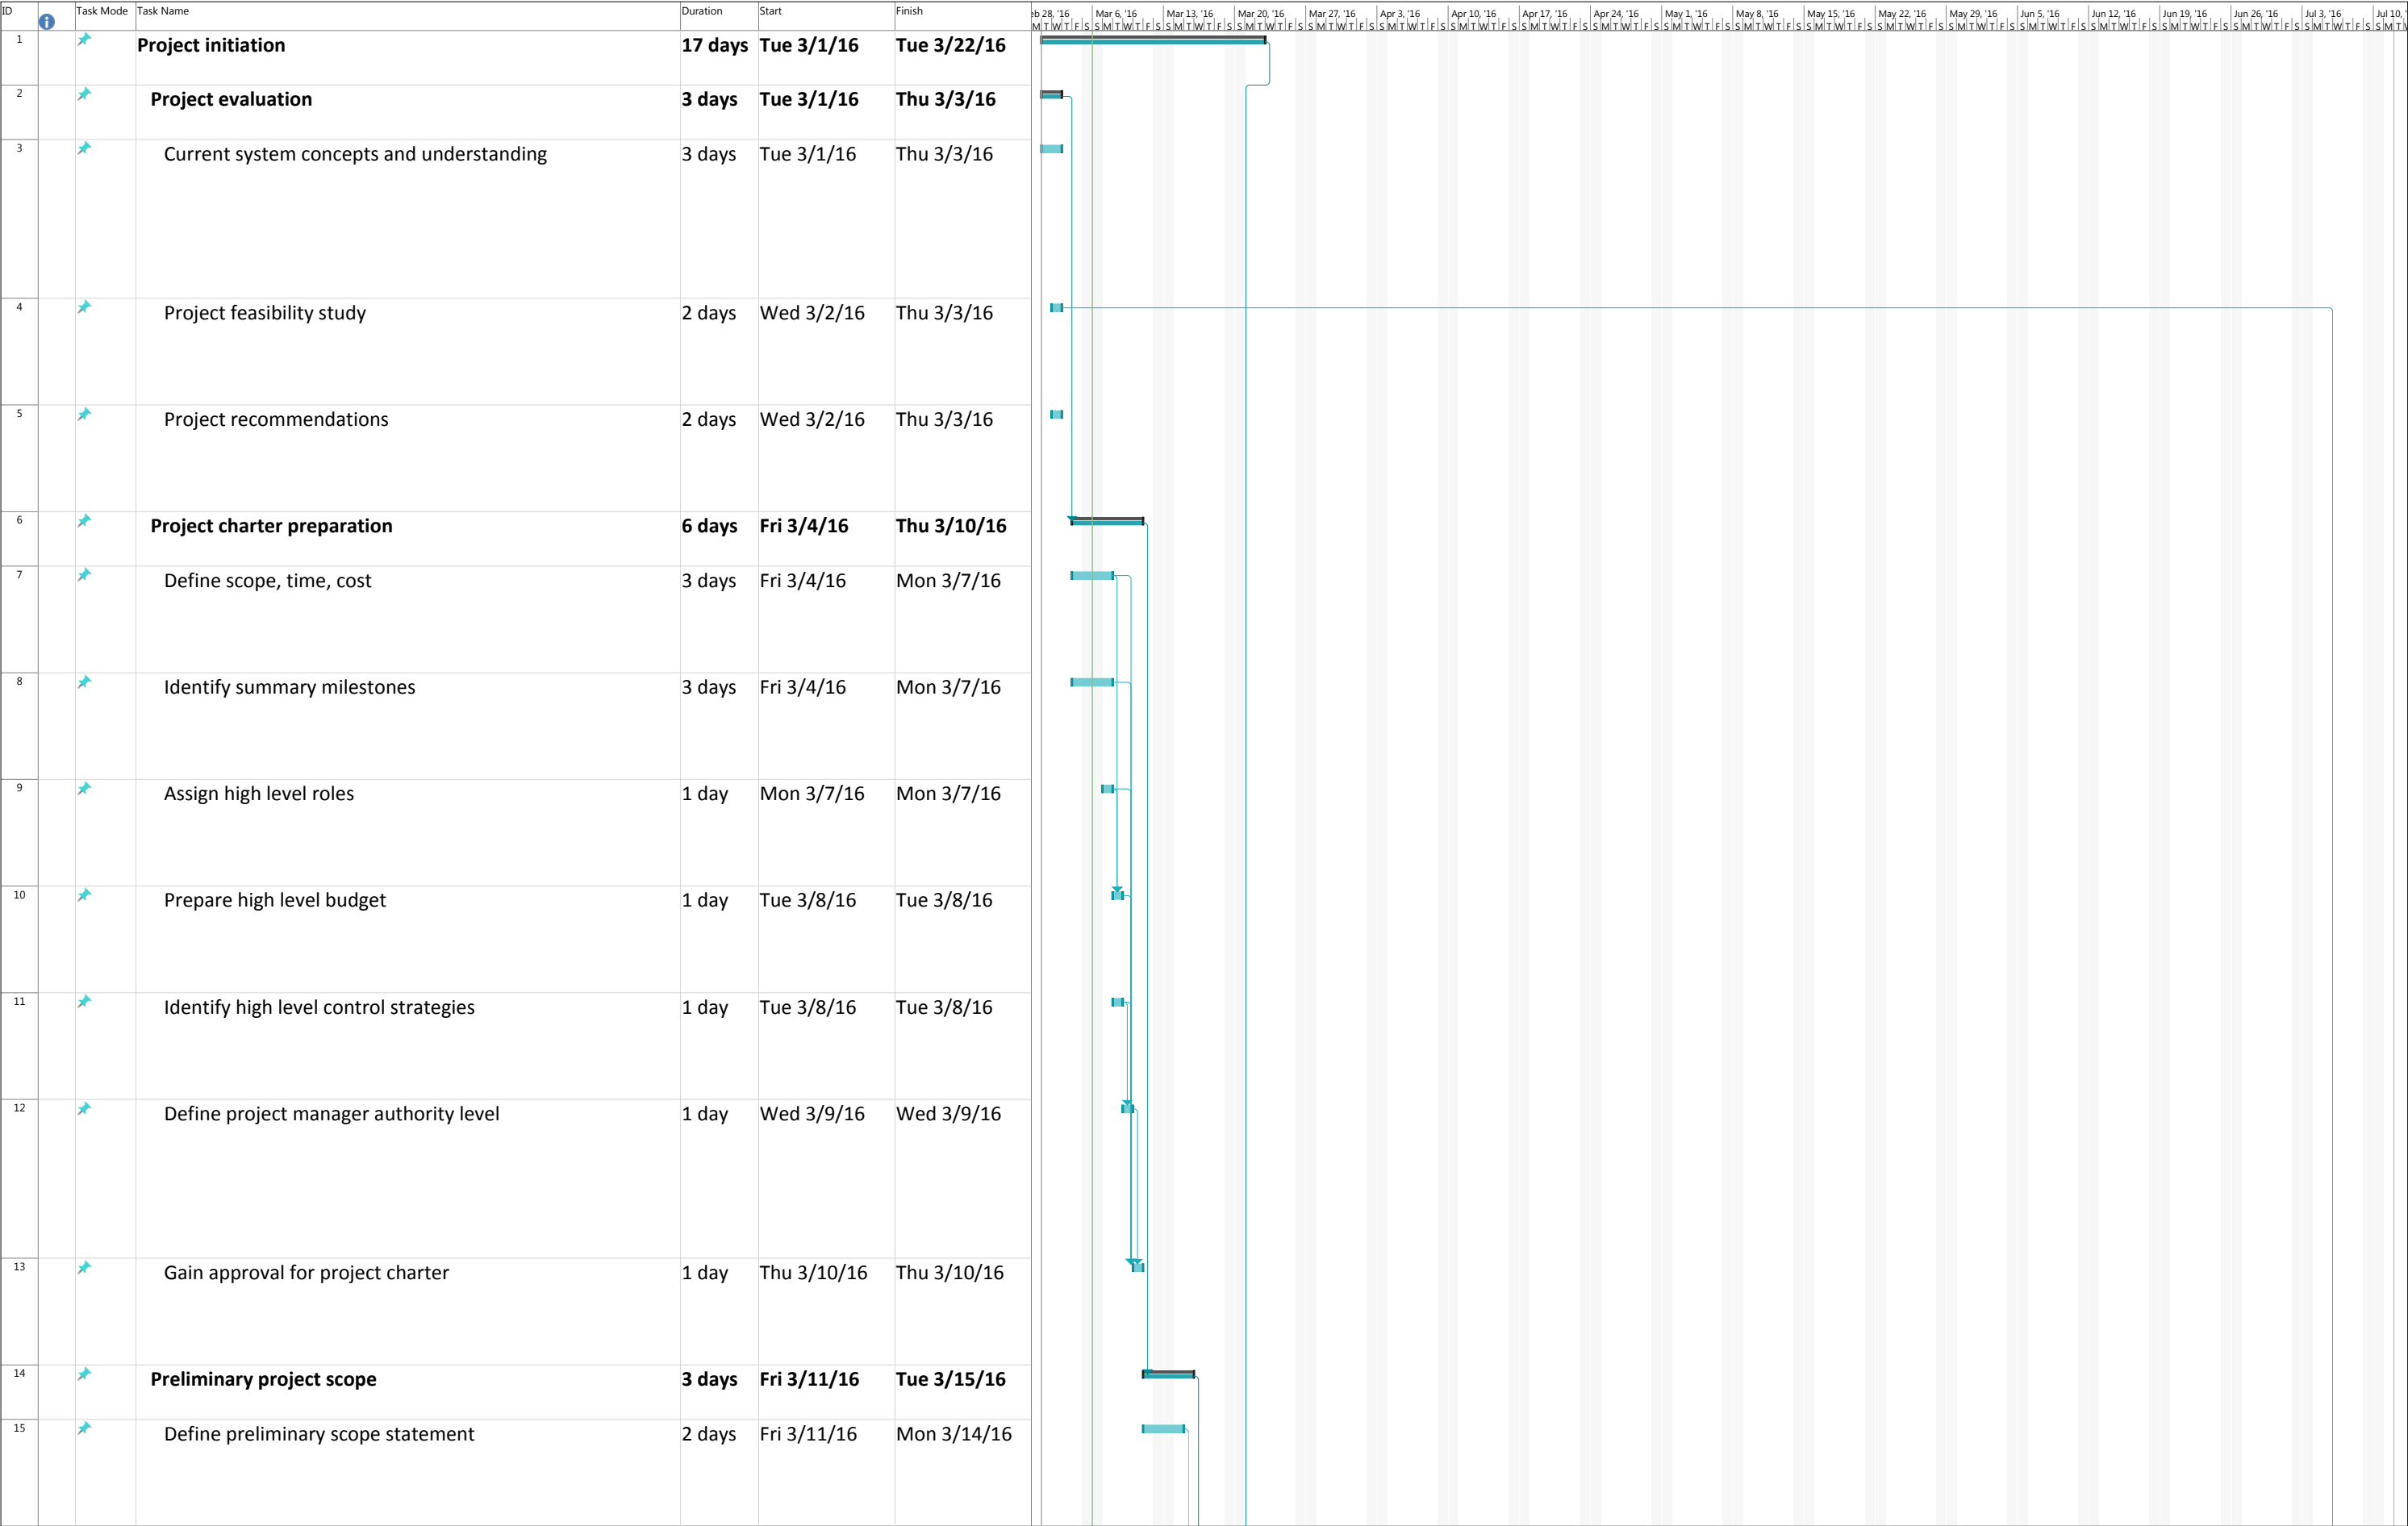 ID Task Mode Task Name Duration Start Finish
eb 28, '16 Mar 6, '16 Mar 13, '16 Mar 20, '16 Mar 27, '16 Apr 3, '16 Apr 10, '16 Apr 17, '16 Apr 24, '16 May 1, '16 May 8, '16 May 15, '16 May 22, '16 May 29, '16 Jun 5, '16 Jun 12, '16 Jun 19, '16 Jun 26, '16 Jul 3, '16 Jul 10, '
M T W T F S S M T W T F S S M T W T F S S M T W T F S S M T W T F S S M T W T F S S M T W T F S S M T W T F S S M T W T F S S M T W T F S S M T W T F S S M T W T F S S M T W T F S S M T W T F S S M T W T F S S M T W T F S S M T W T F S S M T W T F S S M T W T F S S M T W T F S S M T
1 Project initiation 17 days Tue 3/1/16 Tue 3/22/16
2 Project evaluation 3 days Tue 3/1/16 Thu 3/3/16
3 Current system concepts and understanding 3 days Tue 3/1/16 Thu 3/3/16
4 Project feasibility study 2 days Wed 3/2/16 Thu 3/3/16
5 Project recommendations 2 days Wed 3/2/16 Thu 3/3/16
6 Project charter preparation 6 days Fri 3/4/16 Thu 3/10/16
7 Define scope, time, cost 3 days Fri 3/4/16 Mon 3/7/16
8 Identify summary milestones 3 days Fri 3/4/16 Mon 3/7/16
9 Assign high level roles 1 day Mon 3/7/16 Mon 3/7/16
10 Prepare high level budget 1 day Tue 3/8/16 Tue 3/8/16
11 Identify high level control strategies 1 day Tue 3/8/16 Tue 3/8/16
12 Define project manager authority level 1 day Wed 3/9/16 Wed 3/9/16
13 Gain approval for project charter 1 day Thu 3/10/16 Thu 3/10/16
14 Preliminary project scope 3 days Fri 3/11/16 Tue 3/15/16
15 Define preliminary scope statement 2 days Fri 3/11/16 Mon 3/14/16